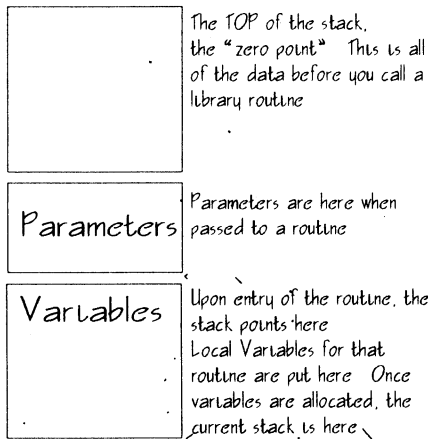 The TOP of the stack,
the "zero point" This is all
of the data before you call a
library routine
Parameters
Parameters are here when
passed to a routine
Variables
Upon entry of the routine, the
stack points here
Local Variables for that
routine are put here Once
variables are allocated, the
current stack is here